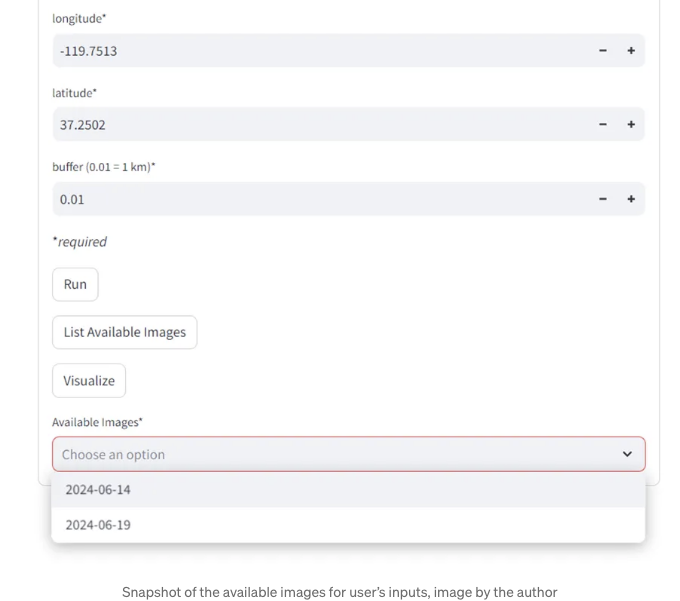 longitude*
-119.7513
latitude*
37.2502
buffer (0.01 = 1 km)*
0.01
*required
Run
List Available Images
Visualize
Available Images*
Choose an option
2024-06-14
2024-06-19
Snapshot of the available images for user's inputs, image by the author